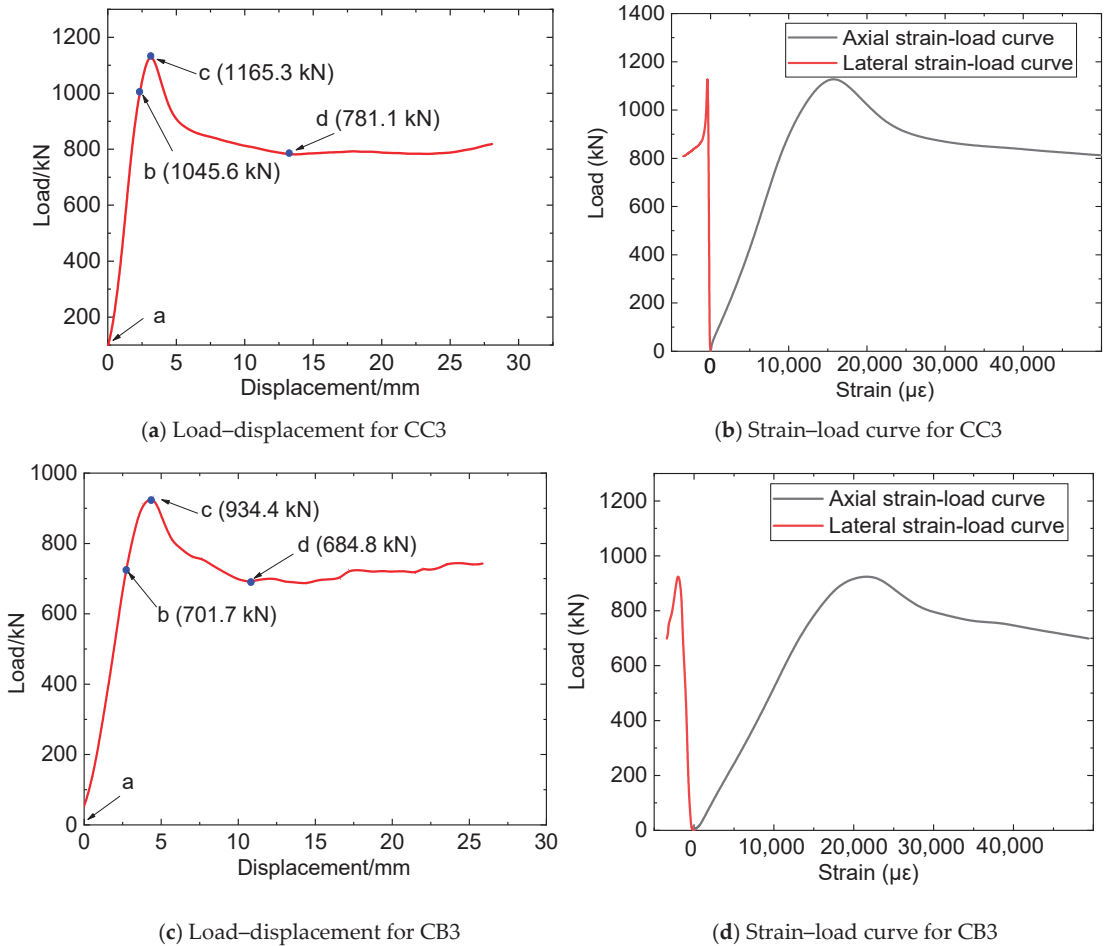 1200
1000
800
600
400
200
Load/kN
c (1165.3 kN)
b (1045.6 kN)
d (781.1 kN)
a
0 5 10 15 20 25 30
Displacement/mm
(a) Load–displacement for CC3
1400
1200
1000
800
600
400
200
0
Load (kN)
Axial strain-load curve
Lateral strain-load curve
0 10,000 20,000 30,000 40,000
Strain (με)
(b) Strain–load curve for CC3
1000
800
600
400
200
0
Load/kN
c (934.4 kN)
d (684.8 kN)
b (701.7 kN)
a
0 5 10 15 20 25 30
Displacement/mm
(c) Load–displacement for CB3
1200
1000
800
600
400
200
0
Load (kN)
Axial strain-load curve
Lateral strain-load curve
0 10,000 20,000 30,000 40,000
Strain (με)
(d) Strain–load curve for CB3